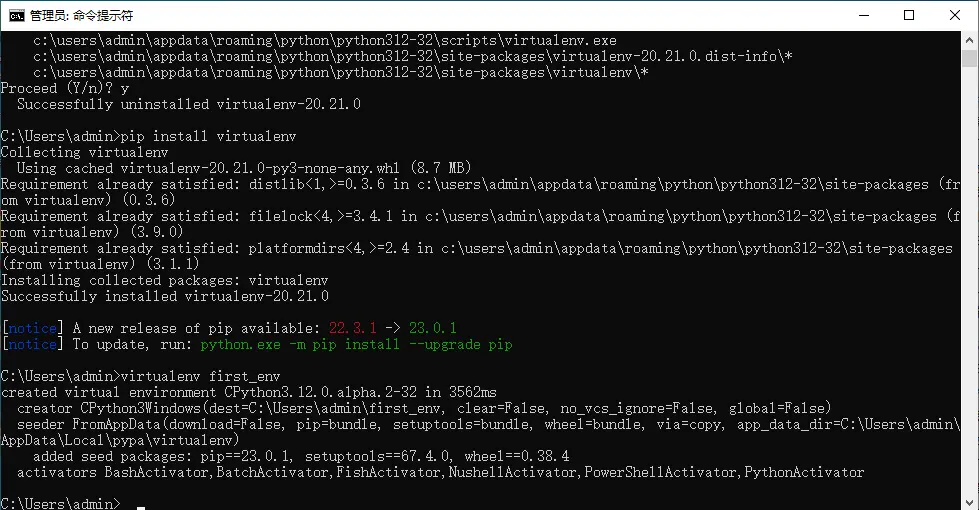 管理员: 命令提示符
c:\users\admin\appdata\roaming\python\python312-32\scripts\virtualenv.exe
c:\users\admin\appdata\roaming\python\python312-32\site-packages\virtualenv-20.21.0.dist-info\*
c:\users\admin\appdata\roaming\python\python312-32\site-packages\virtualenv\*
Proceed (Y/n)? y
Successfully uninstalled virtualenv-20.21.0
C:\Users\admin>pip install virtualenv
Collecting virtualenv
Using cached virtualenv-20.21.0-py3-none-any.whl (8.7 MB)
Requirement already satisfied: distlib<1,>=0.3.6 in c:\users\admin\appdata\roaming\python\python312-32\site-packages (fr
om virtualenv) (0.3.6)
Requirement already satisfied: filelock<4,>=3.4.1 in c:\users\admin\appdata\roaming\python\python312-32\site-packages (f
rom virtualenv) (3.9.0)
Requirement already satisfied: platformdirs<4,>=2.4 in c:\users\admin\appdata\roaming\python\python312-32\site-packages
(from virtualenv) (3.1.1)
Installing collected packages: virtualenv
Successfully installed virtualenv-20.21.0
[notice] A new release of pip available: 22.3.1 -> 23.0.1
[notice] To update, run: python.exe -m pip install --upgrade pip
C:\Users\admin>virtualenv first_env
created virtual environment CPython3.12.0.alpha.2-32 in 3562ms
creator CPython3Windows(dest=C:\Users\admin\first_env, clear=False, no_vcs_ignore=False, global=False)
seeder FromAppData(download=False, pip=bundle, setuptools=bundle, wheel=bundle, via=copy, app_data_dir=C:\Users\admin\
AppData\Local\pypa\virtualenv)
added seed packages: pip==23.0.1, setuptools==67.4.0, wheel==0.38.4
activators BashActivator,BatchActivator,FishActivator,NushellActivator,PowerShellActivator,PythonActivator
C:\Users\admin>